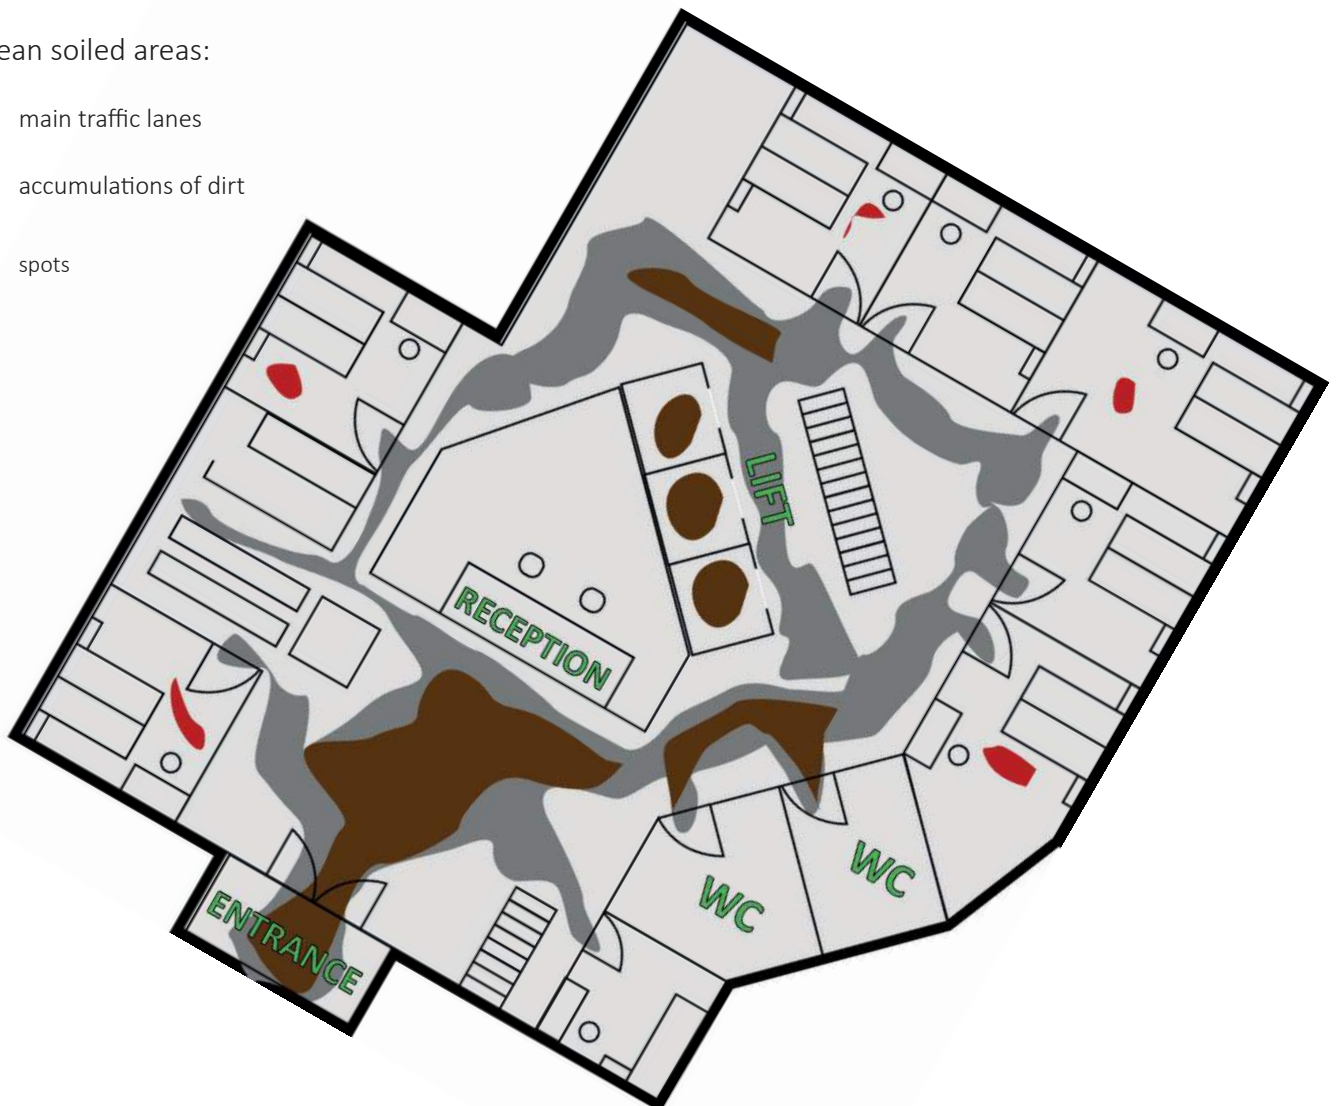 ean soiled areas:
main traffic lanes
accumulations of dirt
spots
LIFT
RECEPTION
WC
WC
ENTRANCE